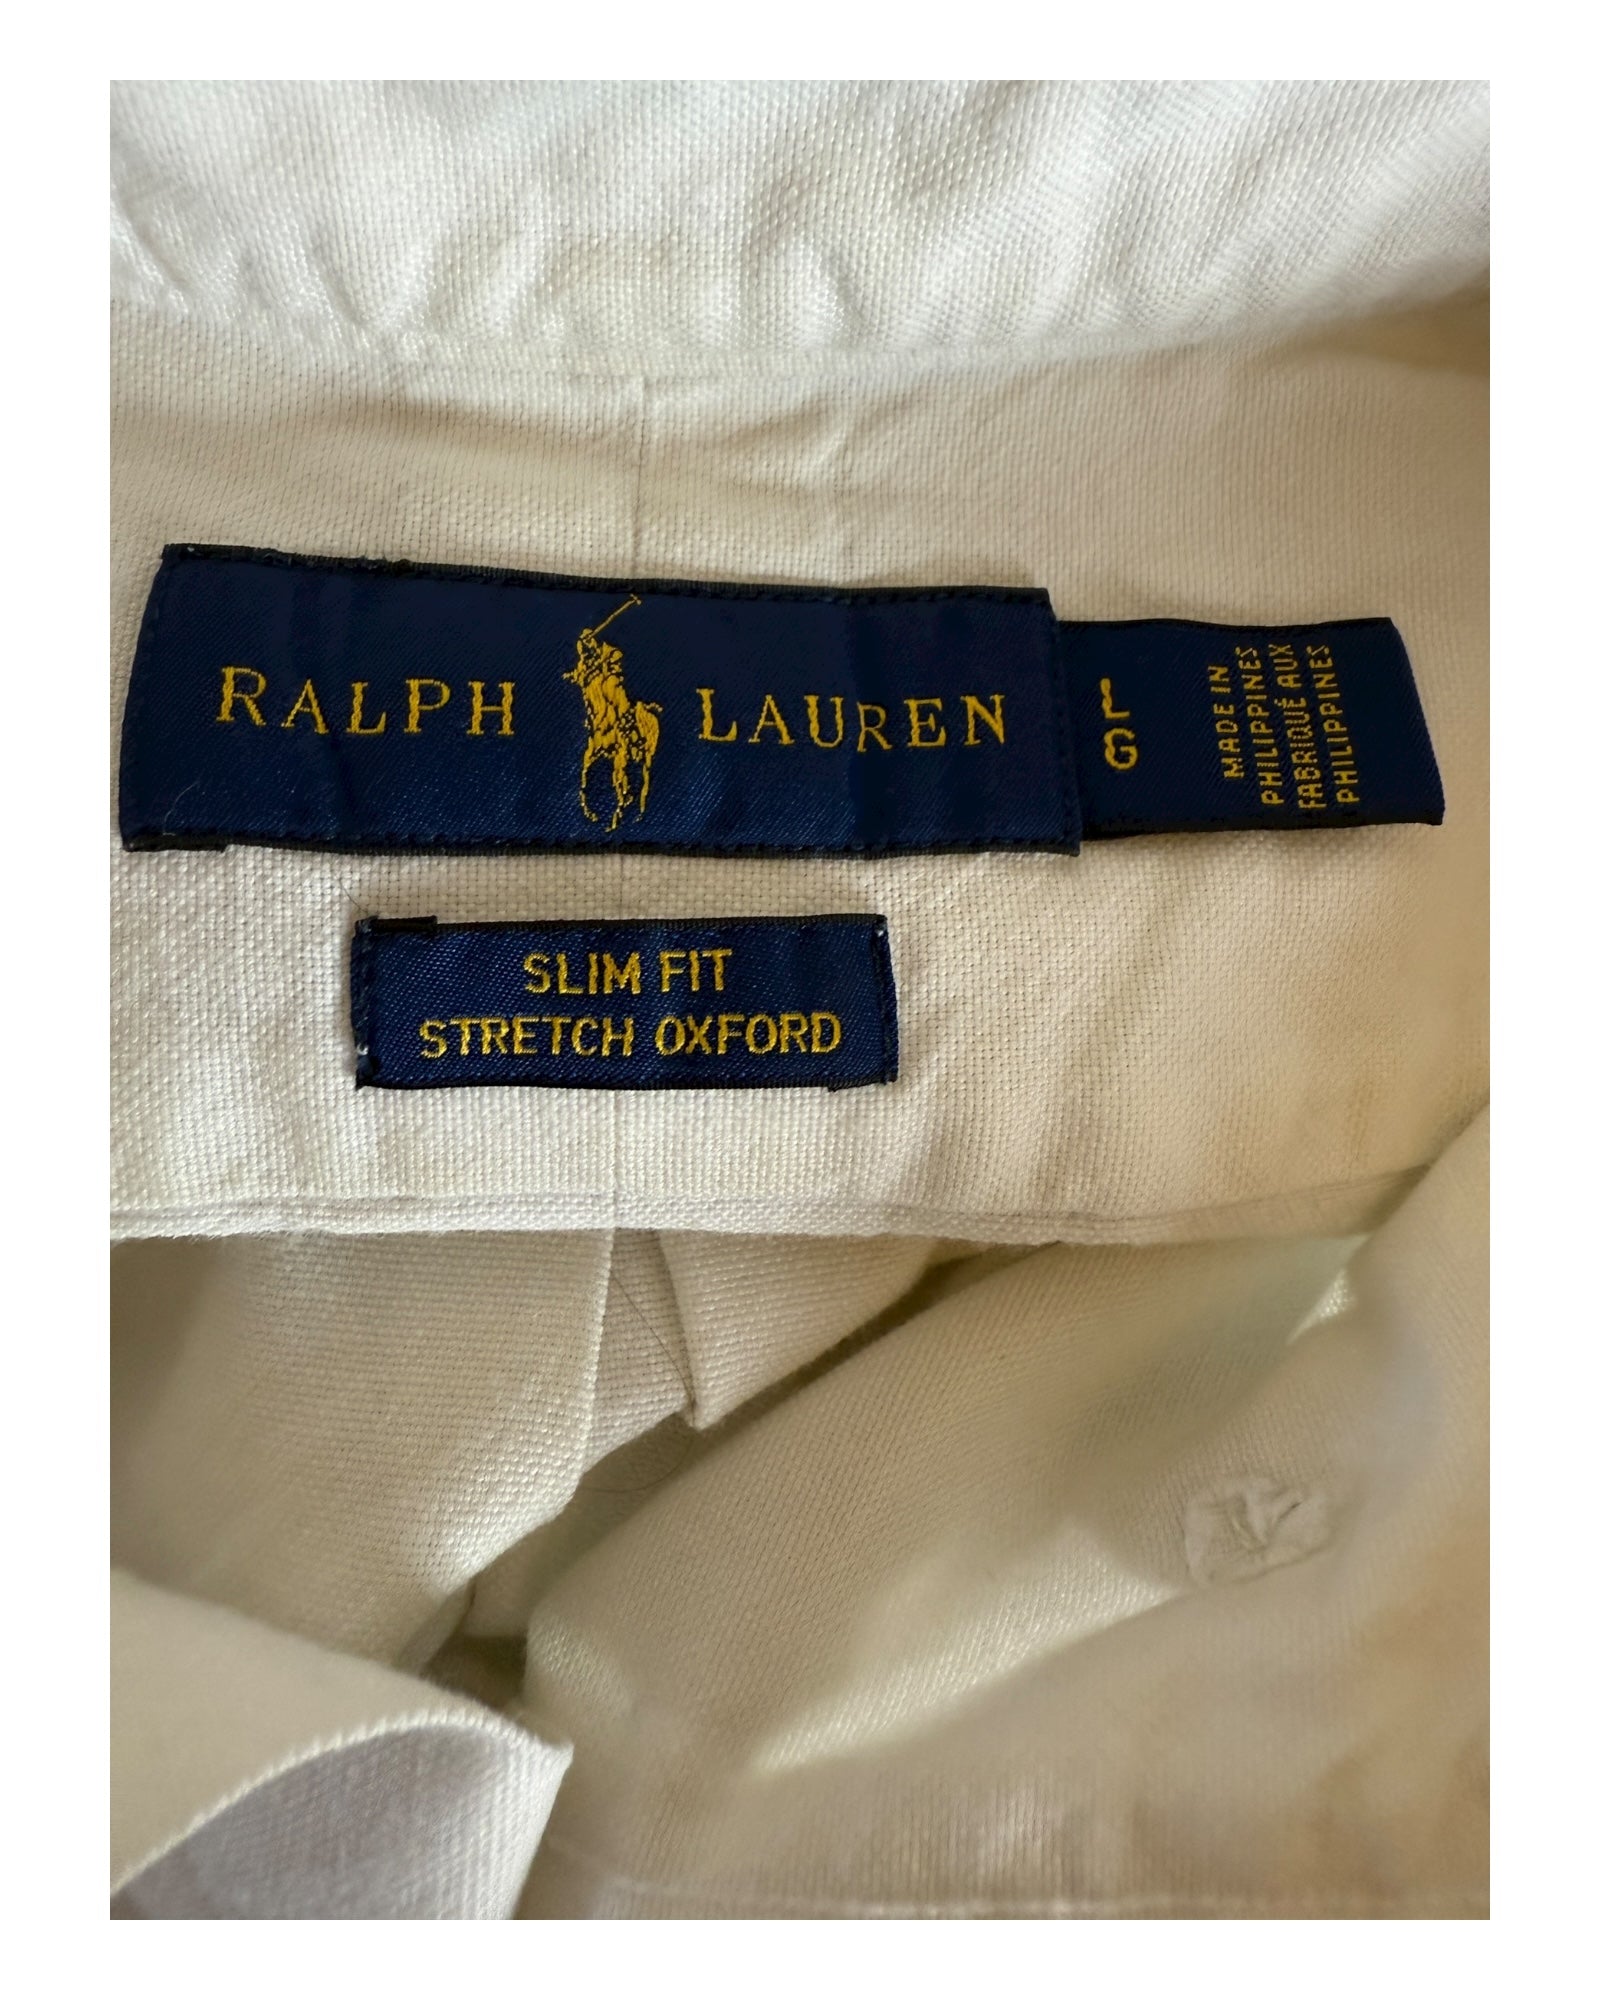 RALPH LAUREN
L
G
MADE IN
PHILIPPINES
FABRIQUÉ AUX
PHILIPPINES
SLIM FIT
STRETCH OXFORD